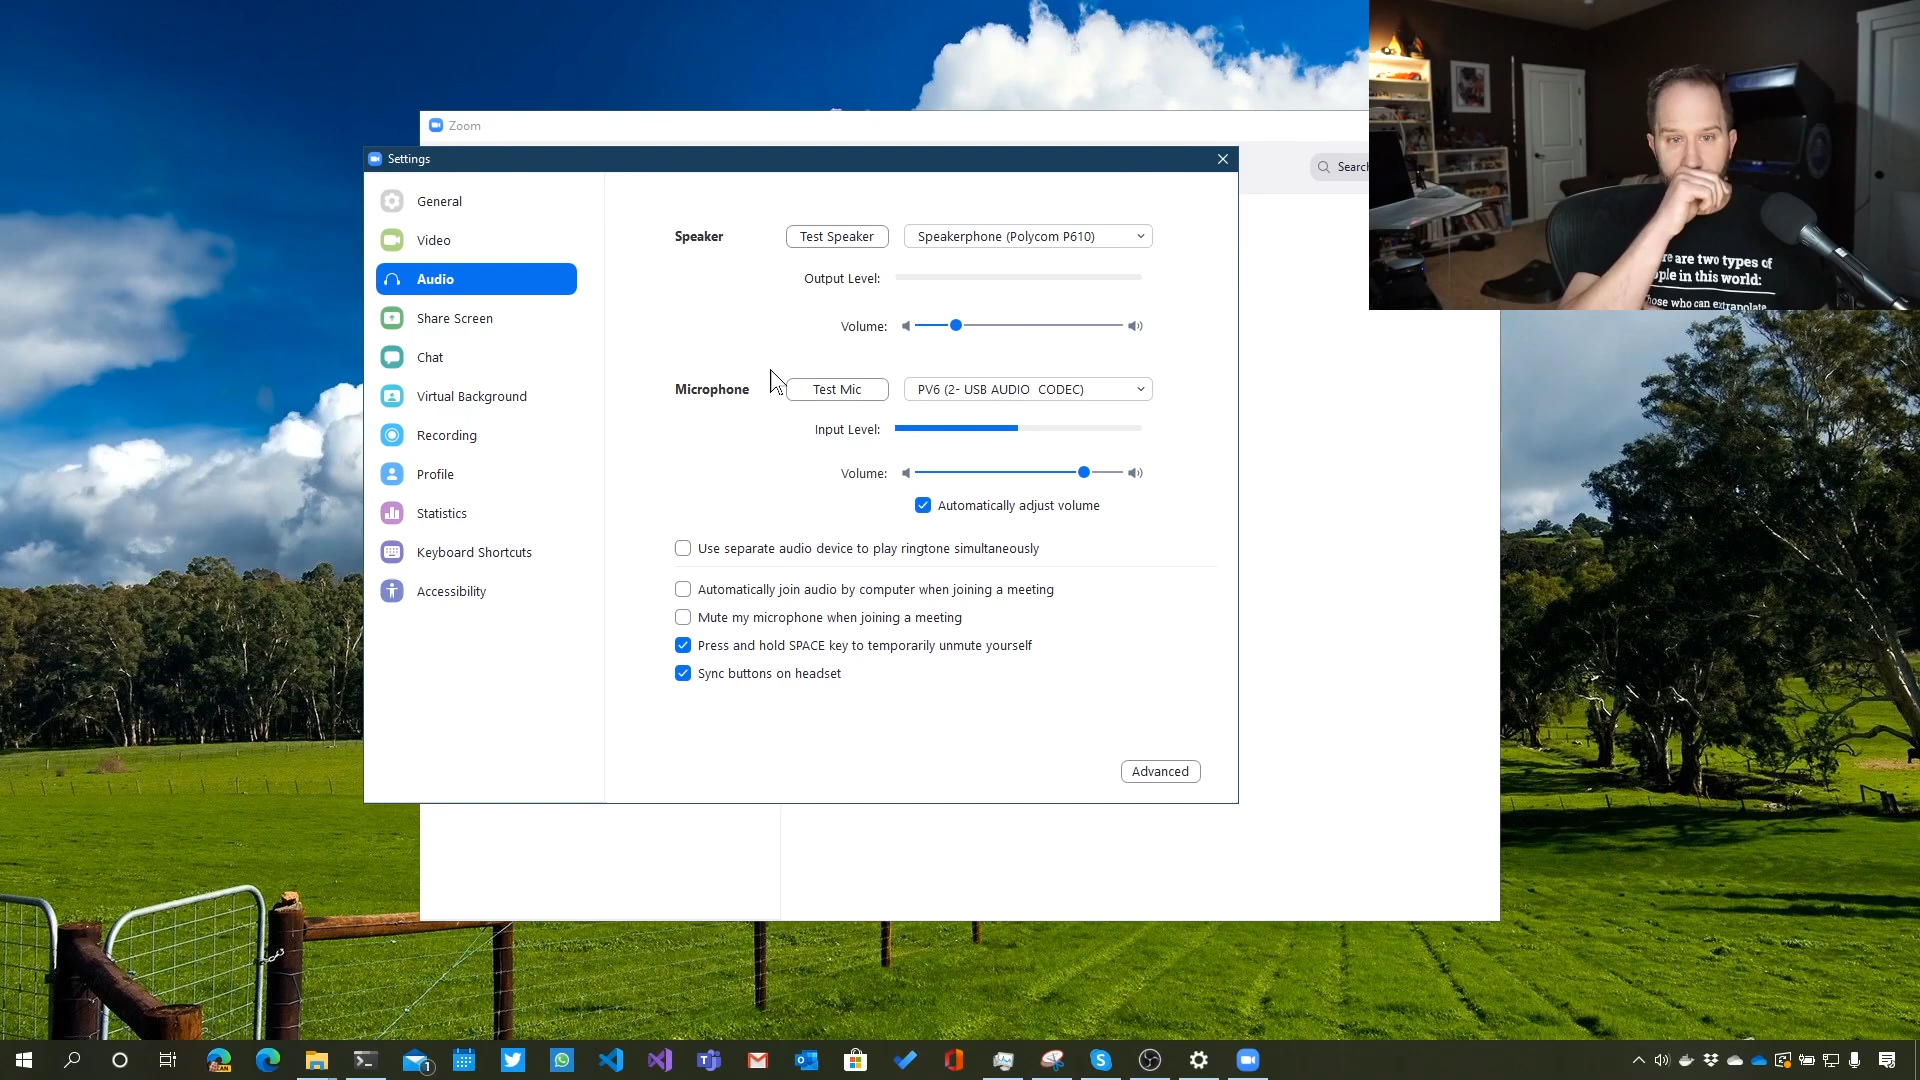 Zoom
Settings
Search
General
Video
Audio
Share Screen
Chat
Virtual Background
Recording
Profile
Statistics
Keyboard Shortcuts
Accessibility
Speaker
Test Speaker
Speakerphone (Polycom P610)
Output Level:
Volume:
Microphone
Test Mic
PV6 (2- USB AUDIO  CODEC)
Input Level:
Volume:
Automatically adjust volume
Use separate audio device to play ringtone simultaneously
Automatically join audio by computer when joining a meeting
Mute my microphone when joining a meeting
Press and hold SPACE key to temporarily unmute yourself
Sync buttons on headset
Advanced
are two types of
in this world:
who can extrapolate
1